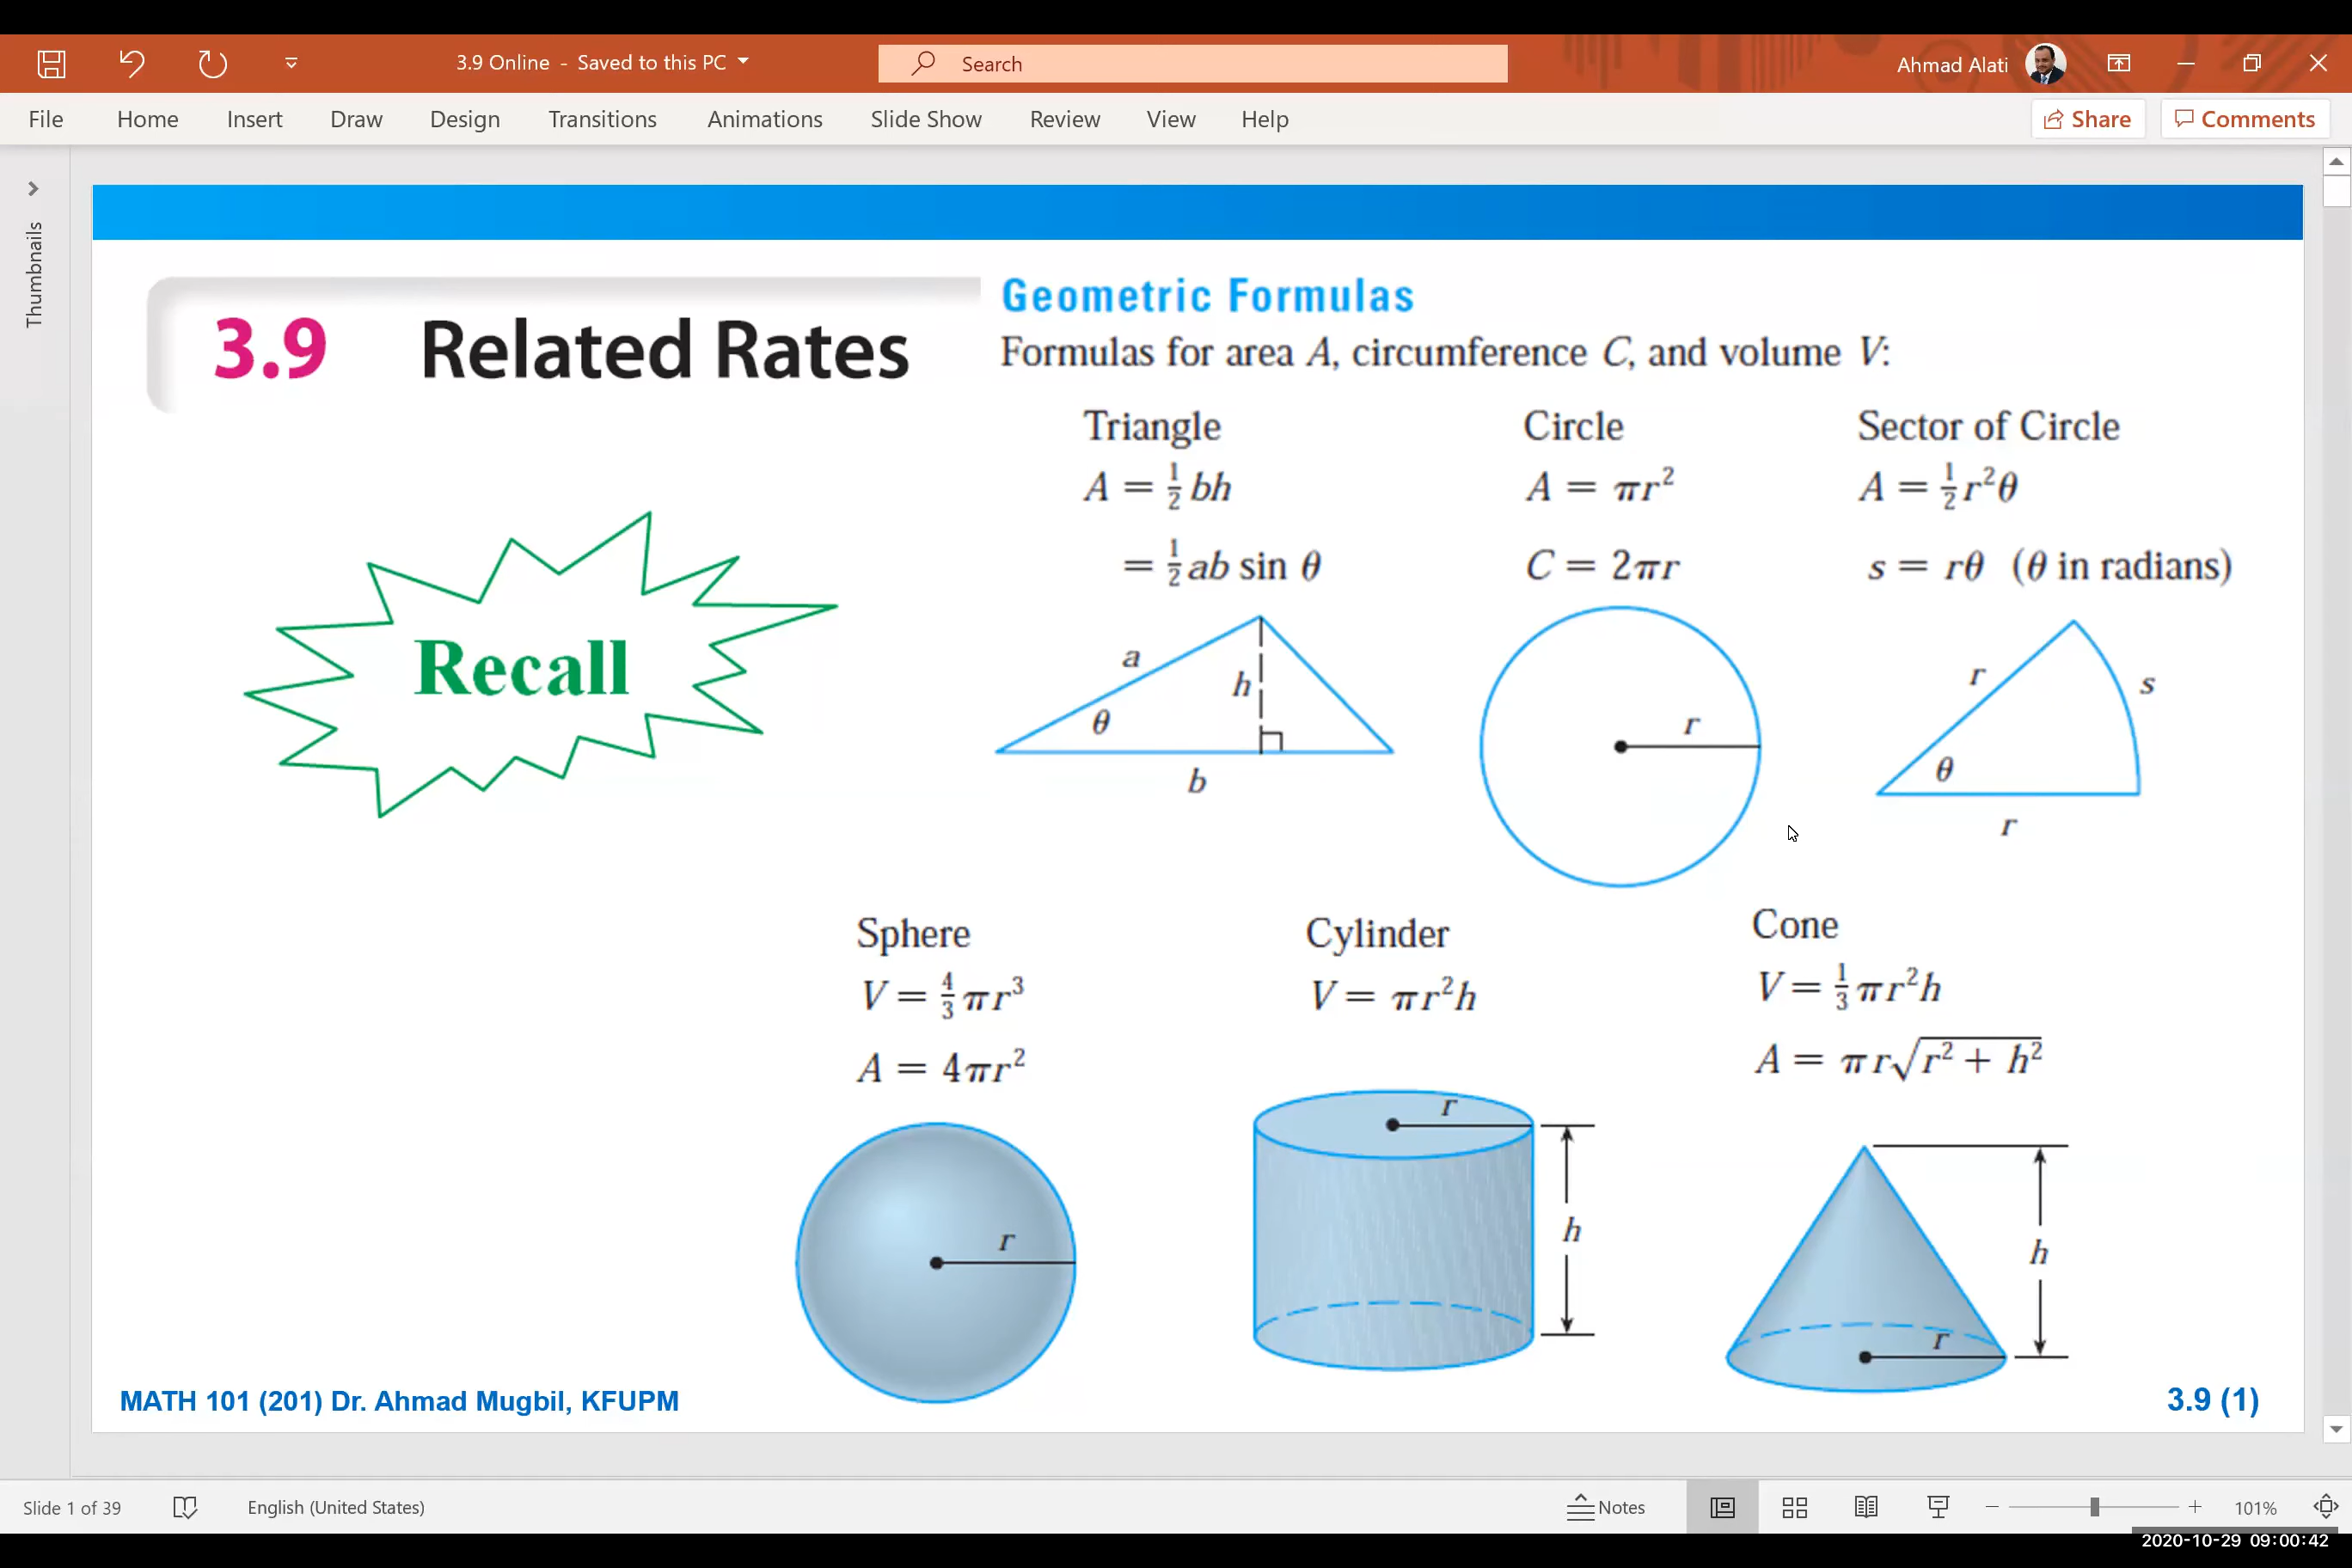 3.9 Online - Saved to this PC
Search
Ahmad Alati
File Home Insert Draw Design Transitions Animations Slide Show Review View Help
Share Comments
Thumbnails
3.9 Related Rates
Recall
Geometric Formulas
Formulas for area A, circumference C, and volume V:
Triangle
A = ½ bh
= ½ ab sin θ
a
h
θ
b
Circle
A = πr²
C = 2πr
r
Sector of Circle
A = ½ r²θ
s = rθ (θ in radians)
r
s
θ
r
Sphere
V = 4/3 πr³
A = 4πr²
r
Cylinder
V = πr²h
r
h
Cone
V = 1/3 πr²h
A = πr√(r² + h²)
h
r
MATH 101 (201) Dr. Ahmad Mugbil, KFUPM
3.9 (1)
Slide 1 of 39
English (United States)
Notes
101%
2020-10-29 09:00:42